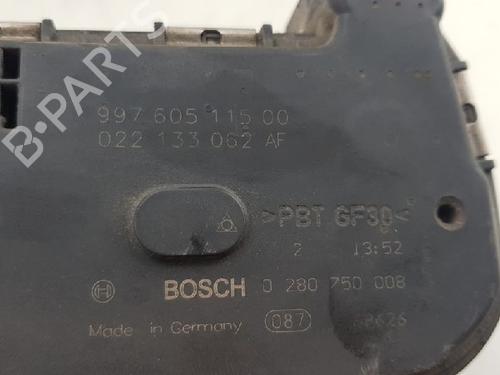 997 605 115 00
022 133 062 AF
>PBT GF30<
2 13:52
BOSCH 0 280 750 008
Made in Germany 087
B-PARTS